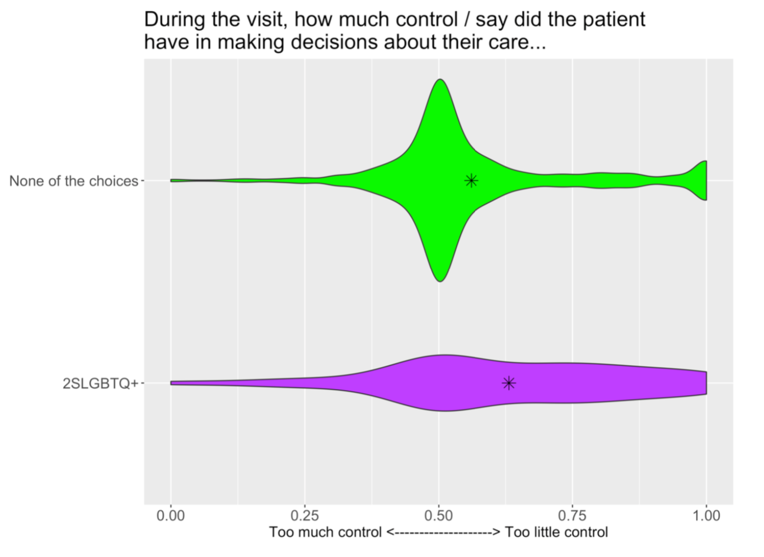 During the visit, how much control / say did the patient
have in making decisions about their care...
None of the choices
2SLGBTQ+
0.00 0.25 0.50 0.75 1.00
Too much control <--------------------> Too little control